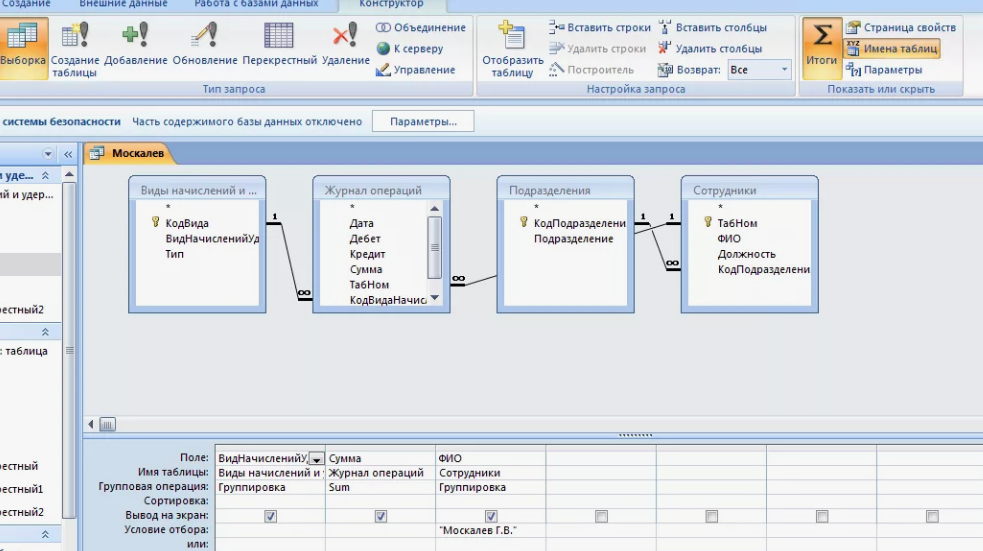 Создание Внешние данные Работа с базами данных Конструктор
Выборка Создание таблицы Добавление Обновление Перекрестный Удаление
Объединение
К серверу
Управление
Тип запроса
Отобразить таблицу
Вставить строки Вставить столбцы
Удалить строки Удалить столбцы
Построитель Возврат: Все
Настройка запроса
Итоги
Страница свойств
XYZ Имена таблиц
Параметры
Показать или скрыть
системы безопасности Часть содержимого базы данных отключено Параметры...
Москалев
и уде...
ий и удер...
рестный2
: таблица
рестный
рестный1
рестный2
Виды начислений и ...
*
КодВида
ВидНачисленийУд
Тип
1
∞
Журнал операций
*
Дата
Дебет
Кредит
Сумма
ТабНом
КодВидаНачис
∞
Подразделения
*
КодПодразделени
Подразделение
1 1
∞
Сотрудники
*
ТабНом
ФИО
Должность
КодПодразделени
Поле: ВидНачисленийУ Сумма ФИО
Имя таблицы: Виды начислений и Журнал операций Сотрудники
Групповая операция: Группировка Sum Группировка
Сортировка:
Вывод на экран:
Условие отбора: "Москалев Г.В."
или: